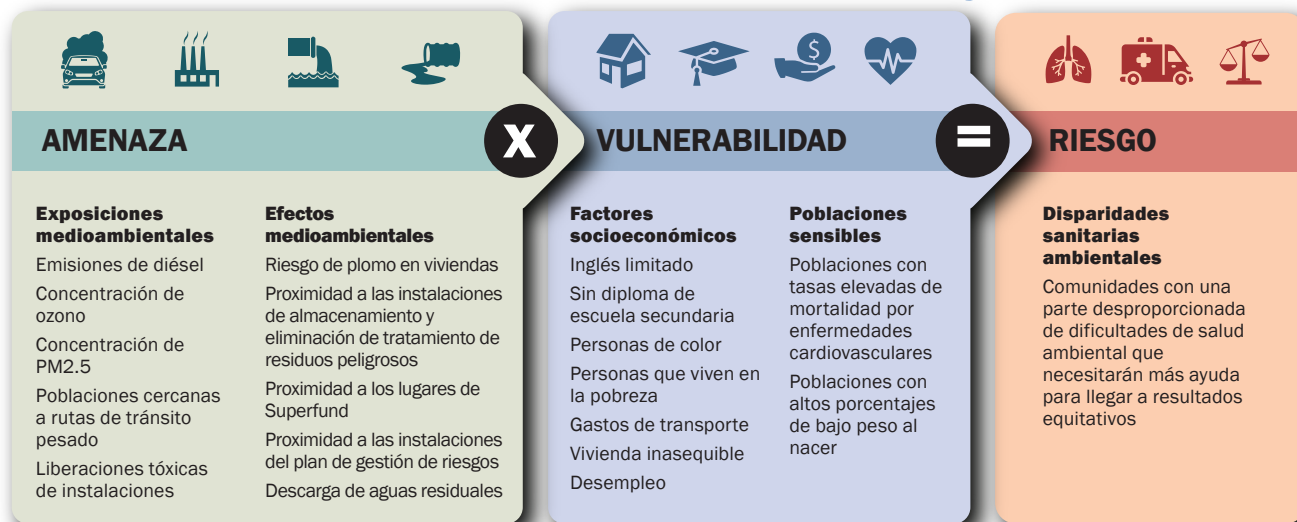 AMENAZA
X
VULNERABILIDAD
=
RIESGO
Exposiciones
medioambientales
Emisiones de diésel
Concentración de
ozono
Concentración de
PM2.5
Poblaciones cercanas
a rutas de tránsito
pesado
Liberaciones tóxicas
de instalaciones
Efectos
medioambientales
Riesgo de plomo en viviendas
Proximidad a las instalaciones
de almacenamiento y
eliminación de tratamiento de
residuos peligrosos
Proximidad a los lugares de
Superfund
Proximidad a las instalaciones
del plan de gestión de riesgos
Descarga de aguas residuales
Factores
socioeconómicos
Inglés limitado
Sin diploma de
escuela secundaria
Personas de color
Personas que viven en
la pobreza
Gastos de transporte
Vivienda inasequible
Desempleo
Poblaciones
sensibles
Poblaciones con
tasas elevadas de
mortalidad por
enfermedades
cardiovasculares
Poblaciones con
altos porcentajes
de bajo peso al
nacer
Disparidades
sanitarias
ambientales
Comunidades con una
parte desproporcionada
de dificultades de salud
ambiental que
necesitarán más ayuda
para llegar a resultados
equitativos
$